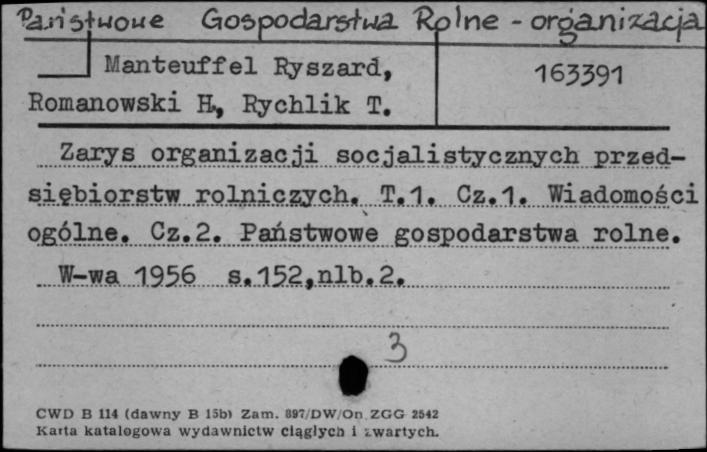 Państwowe Gospodarstwa Rolne - organizacja
Manteuffel Ryszard,
163391
Romanowski H, Rychlik T.
Zarys organizacji socjalistycznych przed-
siębiorstw rolniczych. T.1. Cz.1. Wiadomości
ogólne. Cz.2. Państwowe gospodarstwa rolne.
W-wa 1956 s.152,nlb.2.
3
CWD B 114 (dawny B 15b) Zam. 897/DW/On ZGG 2542
Karta katalogowa wydawnictw ciągłych i zwartych.